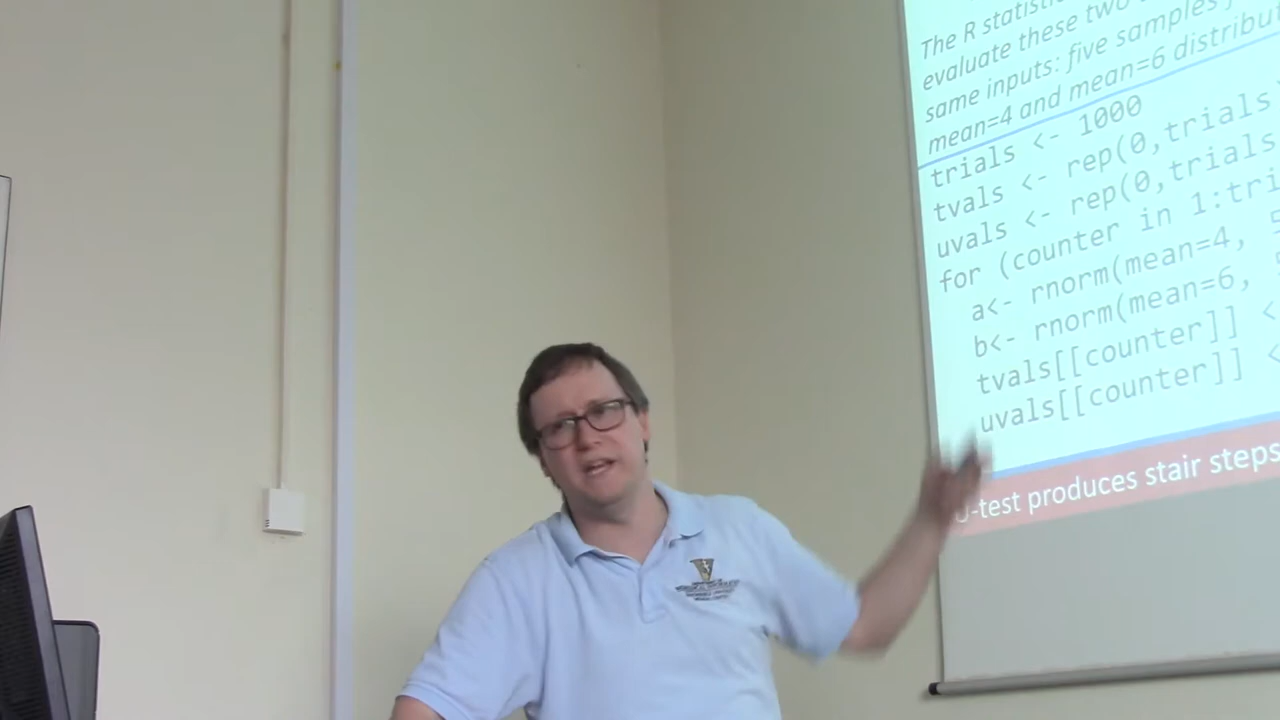 The R statisti
evaluate these two
same inputs: five samples
mean=4 and mean=6 distribut
trials <- 1000
tvals <- rep(0,trials)
uvals <- rep(0,trials
for (counter in 1:tri
a<- rnorm(mean=4, 5
b<- rnorm(mean=6,
tvals[[counter]] <
uvals[[counter]] <
U-test produces stair steps